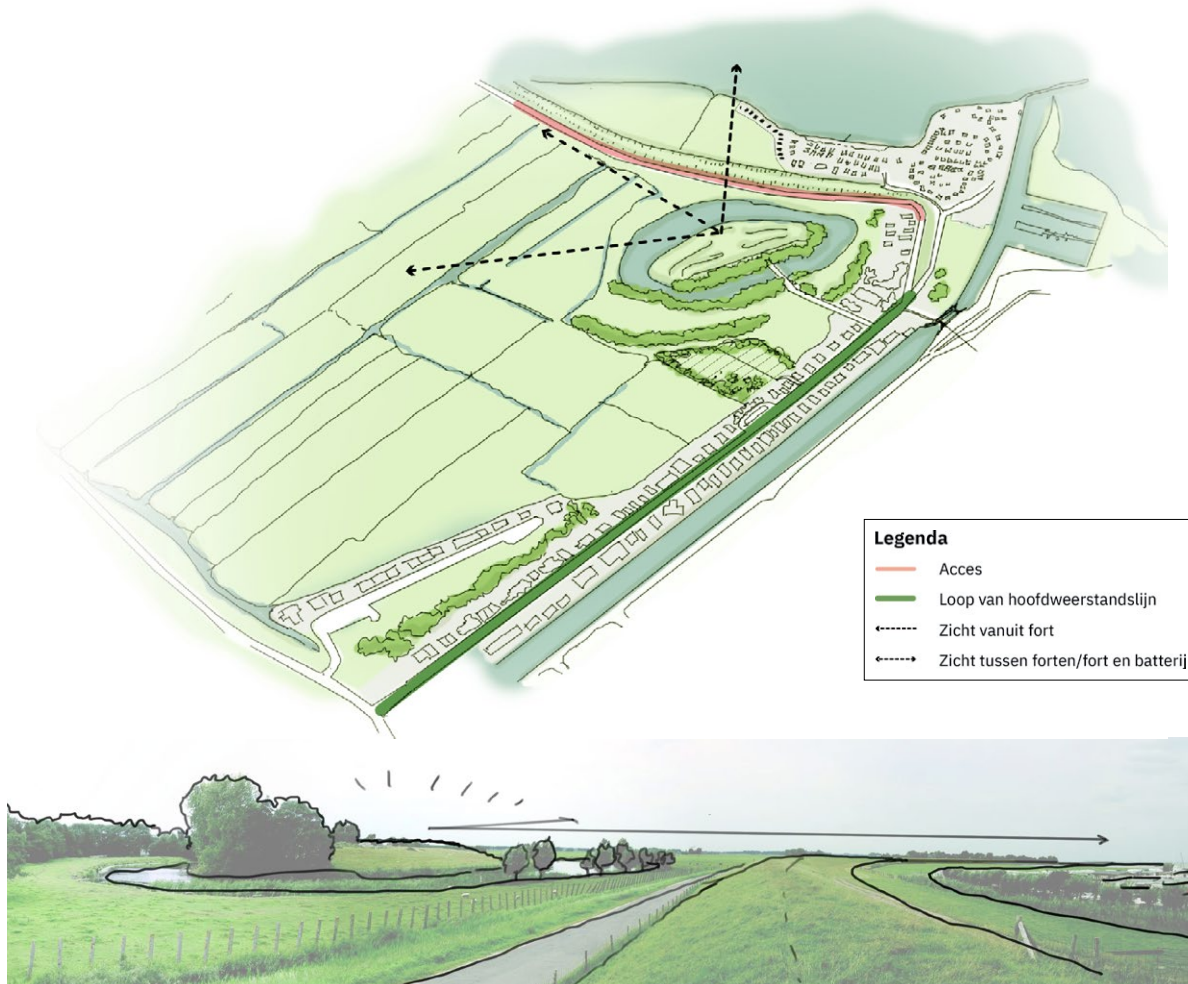 Legenda
Acces
Loop van hoofdweerstandslijn
Zicht vanuit fort
Zicht tussen forten/fort en batterij